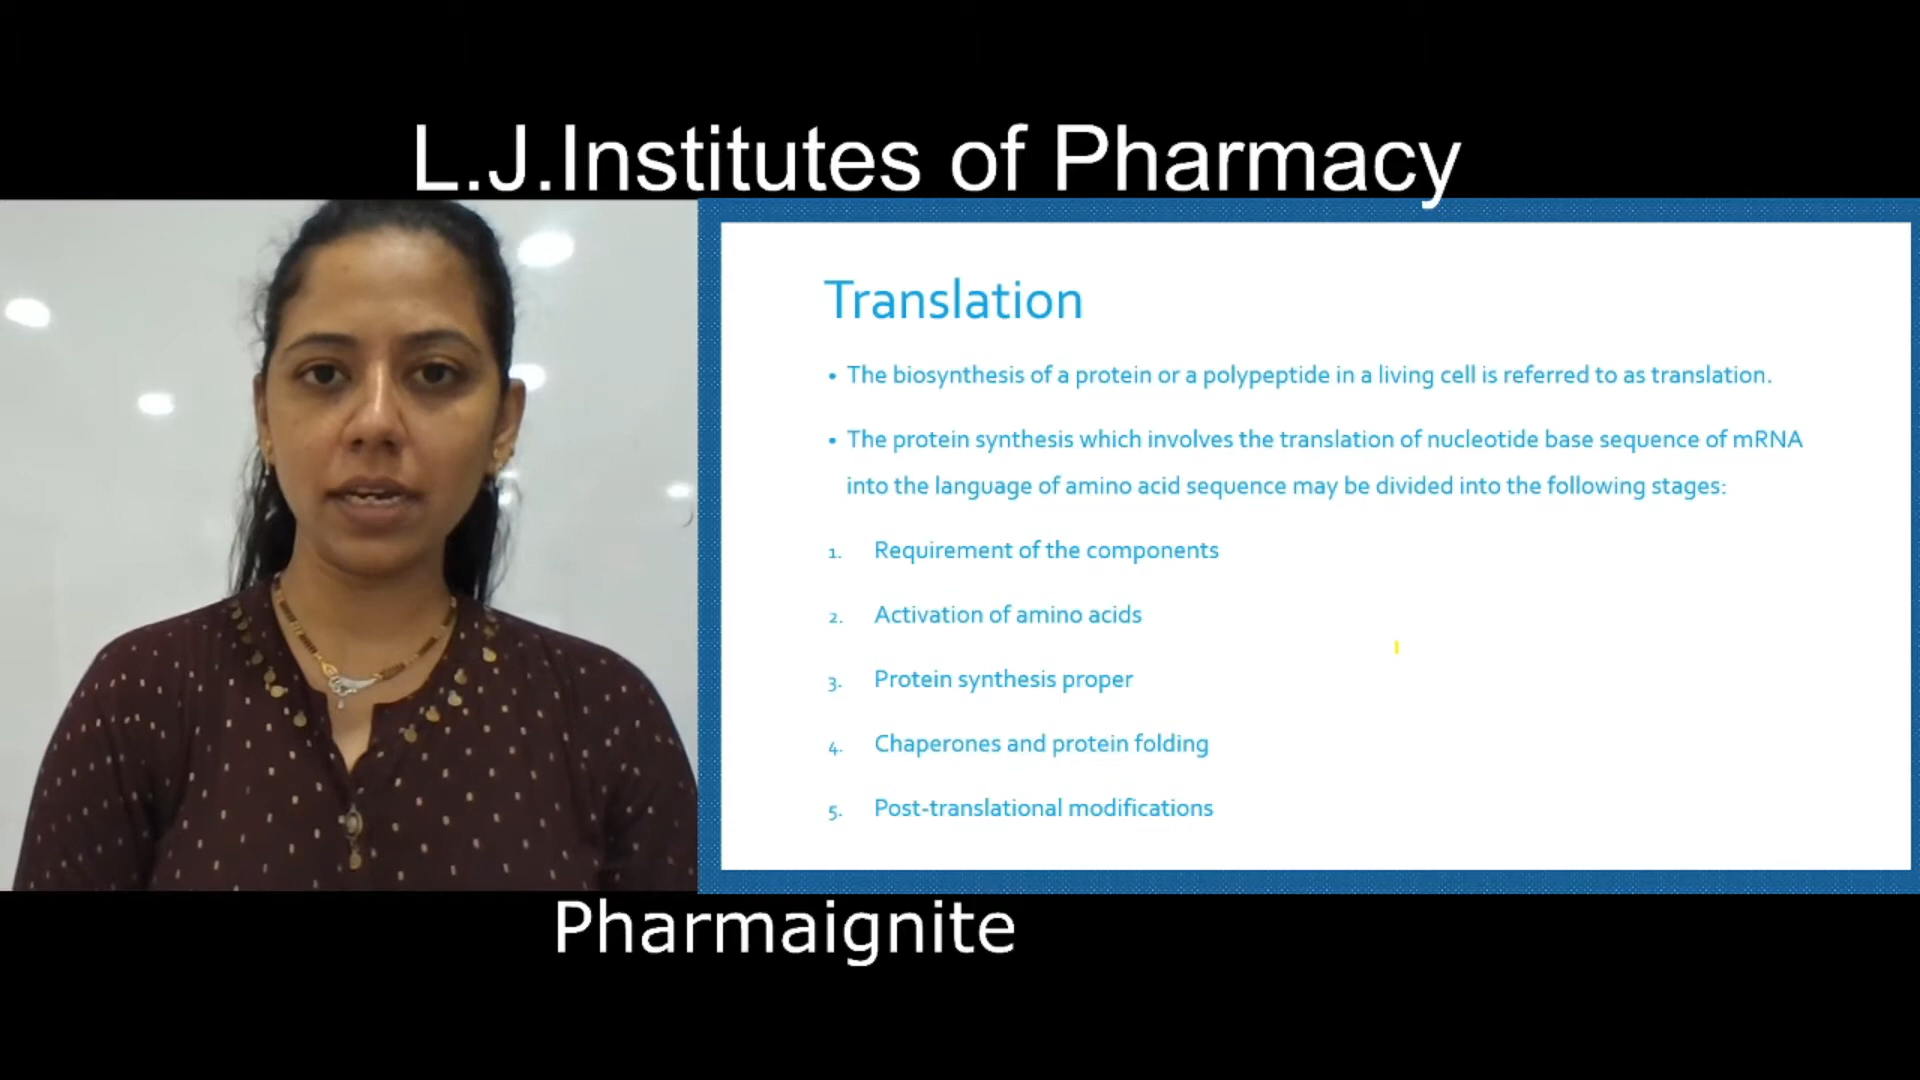 L.J.Institutes of Pharmacy
Translation
• The biosynthesis of a protein or a polypeptide in a living cell is referred to as translation.
• The protein synthesis which involves the translation of nucleotide base sequence of mRNA
into the language of amino acid sequence may be divided into the following stages:
1. Requirement of the components
2. Activation of amino acids
3. Protein synthesis proper
4. Chaperones and protein folding
5. Post-translational modifications
Pharmaignite